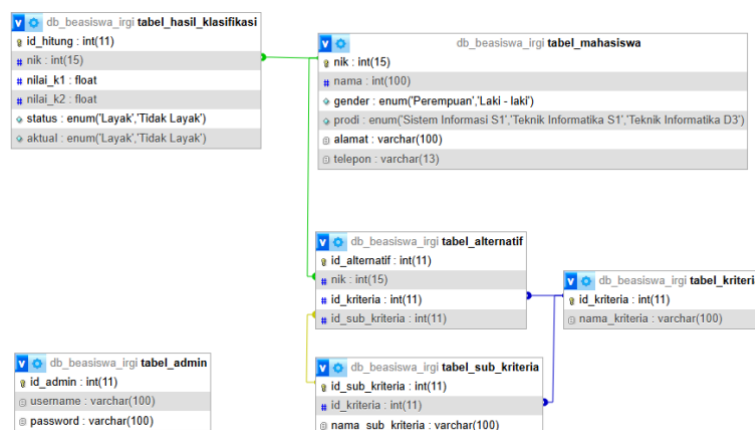 db_beasiswa_irgi tabel_hasil_klasifikasi
id_hitung : int(11)
nik : int(15)
nilai_k1 : float
nilai_k2 : float
status : enum('Layak','Tidak Layak')
aktual : enum('Layak','Tidak Layak')
db_beasiswa_irgi tabel_mahasiswa
nik : int(15)
nama : int(100)
gender : enum('Perempuan','Laki - laki')
prodi : enum('Sistem Informasi S1','Teknik Informatika S1','Teknik Informatika D3')
alamat : varchar(100)
telepon : varchar(13)
db_beasiswa_irgi tabel_alternatif
id_alternatif : int(11)
nik : int(15)
id_kriteria : int(11)
id_sub_kriteria : int(11)
db_beasiswa_irgi tabel_kriteri
id_kriteria : int(11)
nama_kriteria : varchar(100)
db_beasiswa_irgi tabel_admin
id_admin : int(11)
username : varchar(100)
password : varchar(100)
db_beasiswa_irgi tabel_sub_kriteria
id_sub_kriteria : int(11)
id_kriteria : int(11)
nama_sub_kriteria : varchar(100)